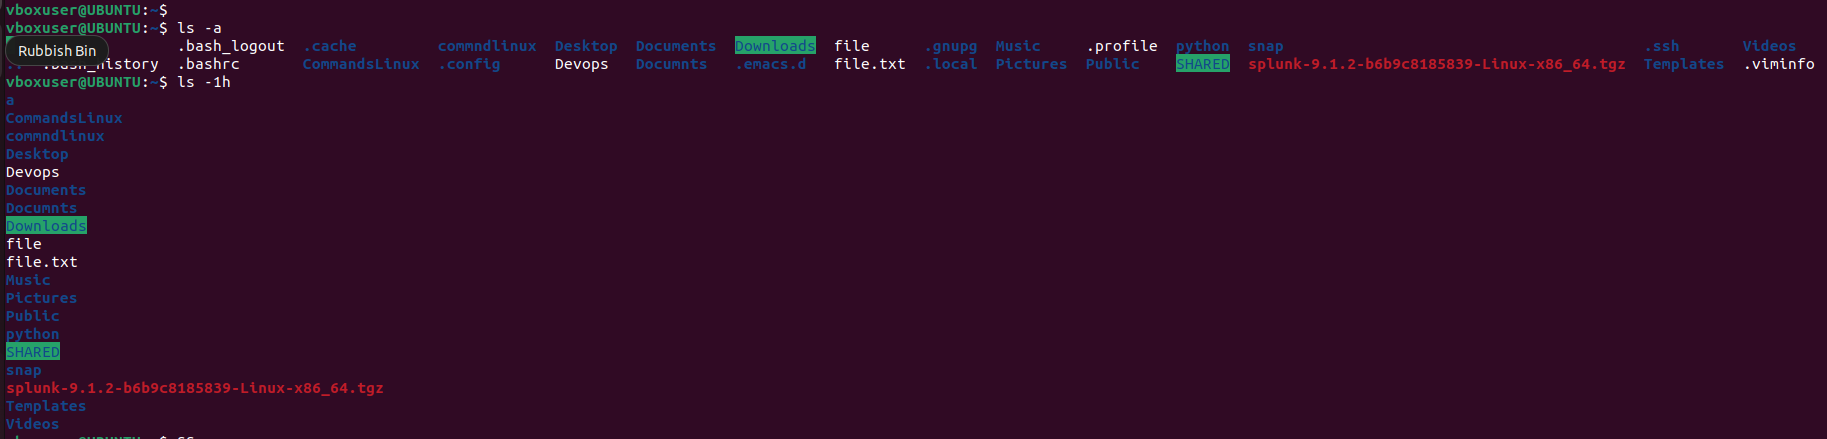 vboxuser@UBUNTU:~$
vboxuser@UBUNTU:~$ ls -a
Rubbish Bin
.bash_logout .cache commndlinux Desktop Documents Downloads file .gnupg Music .profile python snap .ssh Videos
.bash_history .bashrc CommandsLinux .config Devops Documnts .emacs.d file.txt .local Pictures Public SHARED splunk-9.1.2-b6b9c8185839-Linux-x86_64.tgz Templates .viminfo
vboxuser@UBUNTU:~$ ls -1h
a
CommandsLinux
commndlinux
Desktop
Devops
Documents
Documnts
Downloads
file
file.txt
Music
Pictures
Public
python
SHARED
snap
splunk-9.1.2-b6b9c8185839-Linux-x86_64.tgz
Templates
Videos